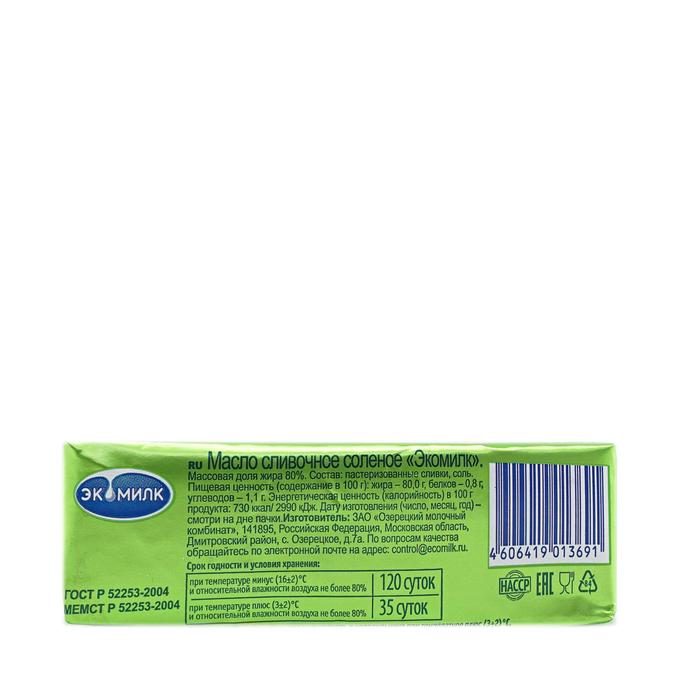 ЭКОМИЛК
RU Масло сливочное соленое «Экомилк».
Массовая доля жира 80%. Состав: пастеризованные сливки, соль.
Пищевая ценность (содержание в 100 г): жира – 80,0 г, белков – 0,8 г,
углеводов – 1,1 г. Энергетическая ценность (калорийность) в 100 г
продукта: 730 ккал/ 2990 кДж. Дату изготовления (число, месяц, год) –
смотри на дне пачки. Изготовитель: ЗАО «Озерецкий молочный
комбинат», 141895, Российская Федерация, Московская область,
Дмитровский район, с. Озерецкое, д.7а. По вопросам качества
обращайтесь по электронной почте на адрес: control@ecomilk.ru.
Срок годности и условия хранения:
при температуре минус (16±2)°С
и относительной влажности воздуха не более 80%
120 суток
при температуре плюс (3±2)°С
и относительной влажности воздуха не более 80%
35 суток
ГОСТ Р 52253-2004
МЕМСТ Р 52253-2004
4 606419 013691
HACCP
EAC
84